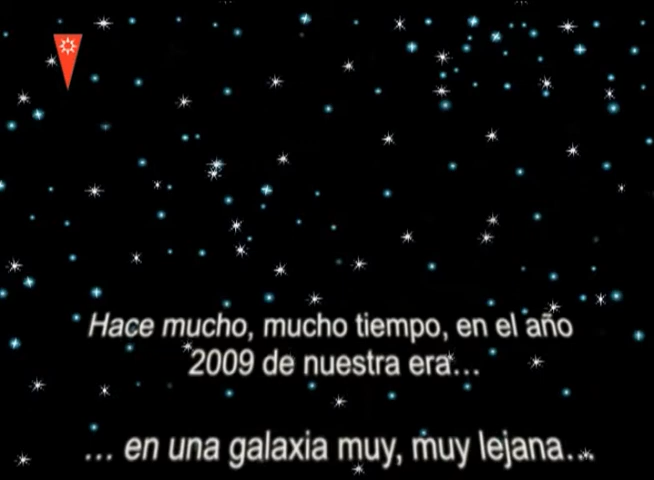 Hace mucho, mucho tiempo, en el año
2009 de nuestra era...
... en una galaxia muy, muy lejana...